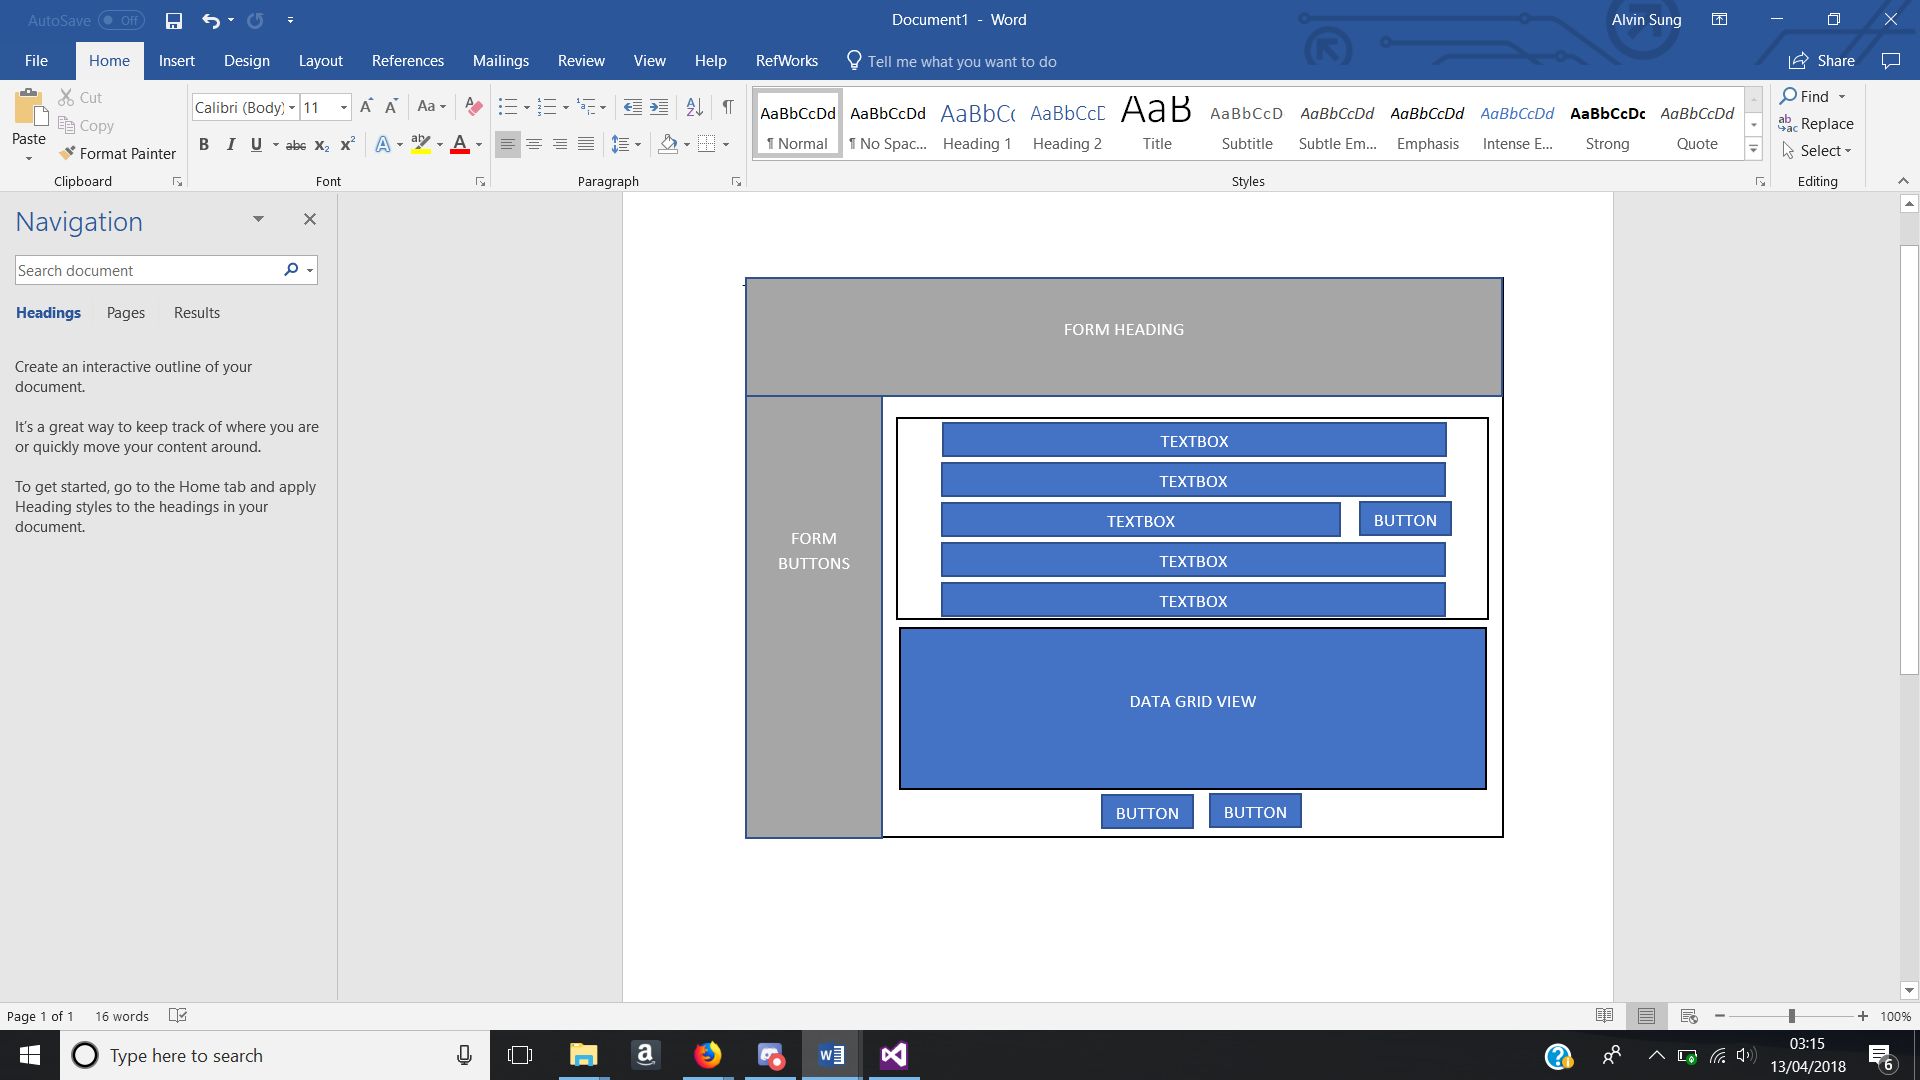 AutoSave Off
Document1 - Word
Alvin Sung
File Home Insert Design Layout References Mailings Review View Help RefWorks Tell me what you want to do
Share
Paste
Cut
Copy
Format Painter
Clipboard
Calibri (Body) 11
Font
Paragraph
AaBbCcDd AaBbCcDd AaBbCc AaBbCcD AaB AaBbCcD AaBbCcDd AaBbCcDd AaBbCcDd AaBbCcDc AaBbCcDd
¶ Normal ¶ No Spac... Heading 1 Heading 2 Title Subtitle Subtle Em... Emphasis Intense E... Strong Quote
Styles
Find
Replace
Select
Editing
Navigation
Search document
Headings Pages Results
Create an interactive outline of your
document.
It's a great way to keep track of where you are
or quickly move your content around.
To get started, go to the Home tab and apply
Heading styles to the headings in your
document.
FORM HEADING
FORM
BUTTONS
TEXTBOX
TEXTBOX
TEXTBOX BUTTON
TEXTBOX
TEXTBOX
DATA GRID VIEW
BUTTON BUTTON
Page 1 of 1 16 words
100%
Type here to search
03:15
13/04/2018
6